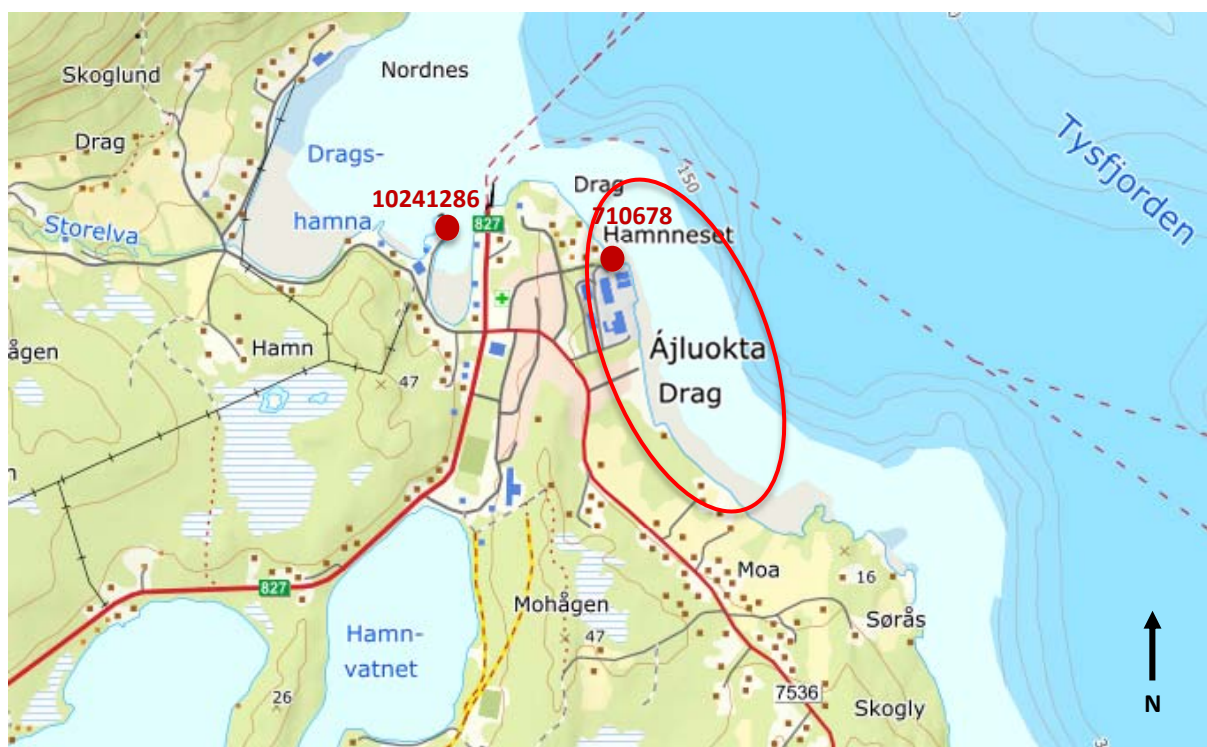 Nordnes
Skoglund
Drag
Drags-
hamna
Storelva
10241286
827
Drag
710678
Hamnneset
150
Tysfjorden
ågen
Hamn
47
Ájluokta
Drag
827
Mohågen
47
Moa
16
Sørås
Hamn-
vatnet
26
7536
Skogly
N